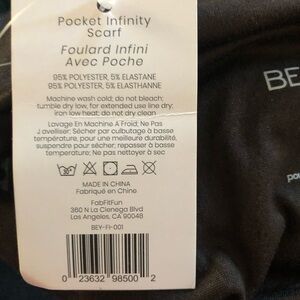 Pocket Infinity
Scarf
Foulard Infini
Avec Poche
95% POLYESTER, 5% ELASTANE
95% POLYESTER, 5% ELASTHANNE
Machine wash cold; do not bleach;
tumble dry low, for extended use line dry;
iron low heat; do not dry clean
Lavage En Machine A Froid; Ne Pas
J avelliser; Sécher par culbutage à basse
température, pour une meilleure durabilité,
suspendre pour sécher; repasser à basse
temperature; Ne pas nettoyer à sec
MADE IN CHINA
Fabriqué en Chine
FabFitFun
360 N La Cienega Blvd
Los Angeles, CA 90048
BEY-FI-001
0 23632 98500 2
BE
po